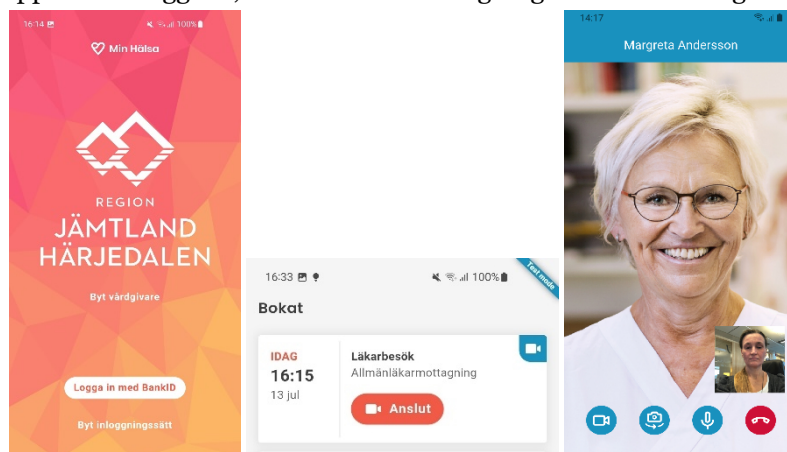 16:14 100%
Min Hälsa
REGION
JÄMTLAND
HÄRJEDALEN
Byt vårdgivare
Logga in med BankID
Byt inloggningssätt
16:33 100%
Test mode
Bokat
IDAG
16:15
13 jul
Läkarbesök
Allmänläkarmottagning
Anslut
14:17
Margreta Andersson